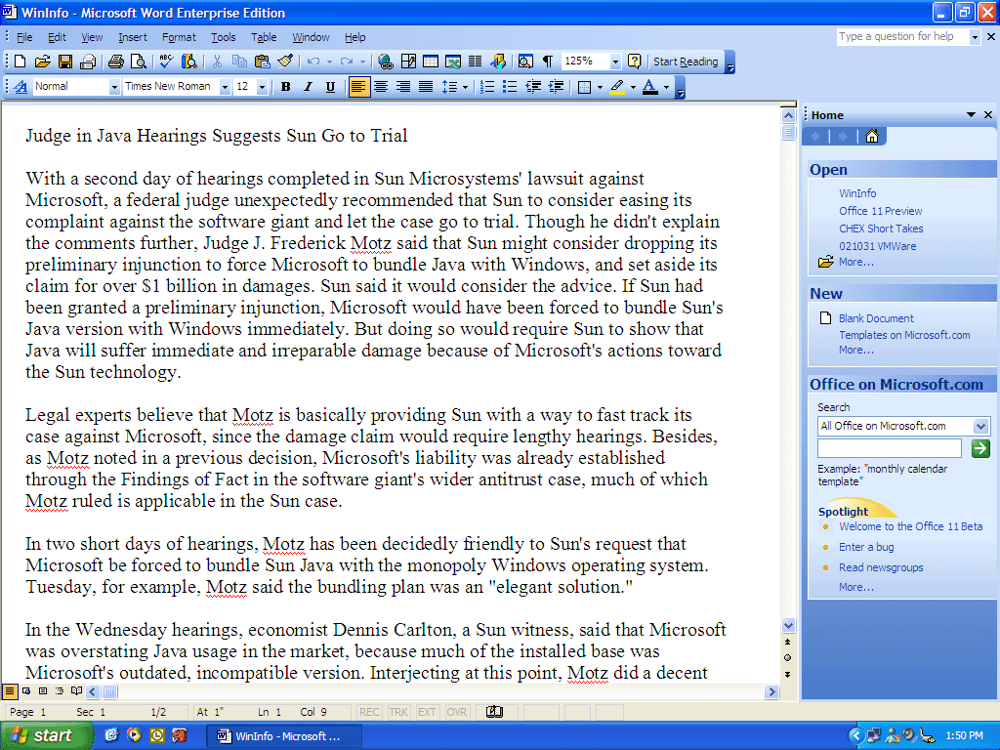 WinInfo - Microsoft Word Enterprise Edition
File Edit View Insert Format Tools Table Window Help Type a question for help
125% Start Reading
Normal Times New Roman 12 B I U
Judge in Java Hearings Suggests Sun Go to Trial
With a second day of hearings completed in Sun Microsystems' lawsuit against
Microsoft, a federal judge unexpectedly recommended that Sun to consider easing its
complaint against the software giant and let the case go to trial. Though he didn't explain
the comments further, Judge J. Frederick Motz said that Sun might consider dropping its
preliminary injunction to force Microsoft to bundle Java with Windows, and set aside its
claim for over $1 billion in damages. Sun said it would consider the advice. If Sun had
been granted a preliminary injunction, Microsoft would have been forced to bundle Sun's
Java version with Windows immediately. But doing so would require Sun to show that
Java will suffer immediate and irreparable damage because of Microsoft's actions toward
the Sun technology.
Legal experts believe that Motz is basically providing Sun with a way to fast track its
case against Microsoft, since the damage claim would require lengthy hearings. Besides,
as Motz noted in a previous decision, Microsoft's liability was already established
through the Findings of Fact in the software giant's wider antitrust case, much of which
Motz ruled is applicable in the Sun case.
In two short days of hearings, Motz has been decidedly friendly to Sun's request that
Microsoft be forced to bundle Sun Java with the monopoly Windows operating system.
Tuesday, for example, Motz said the bundling plan was an "elegant solution."
In the Wednesday hearings, economist Dennis Carlton, a Sun witness, said that Microsoft
was overstating Java usage in the market, because much of the installed base was
Microsoft's outdated, incompatible version. Interjecting at this point, Motz did a decent
Home
Open
WinInfo
Office 11 Preview
CHEX Short Takes
021031 VMWare
More...
New
Blank Document
Templates on Microsoft.com
More...
Office on Microsoft.com
Search
All Office on Microsoft.com
Example: "monthly calendar
template"
Spotlight
Welcome to the Office 11 Beta
Enter a bug
Read newsgroups
More...
Page 1 Sec 1 1/2 At 1" Ln 1 Col 9 REC TRK EXT OVR
start WinInfo - Microsoft ... 1:50 PM